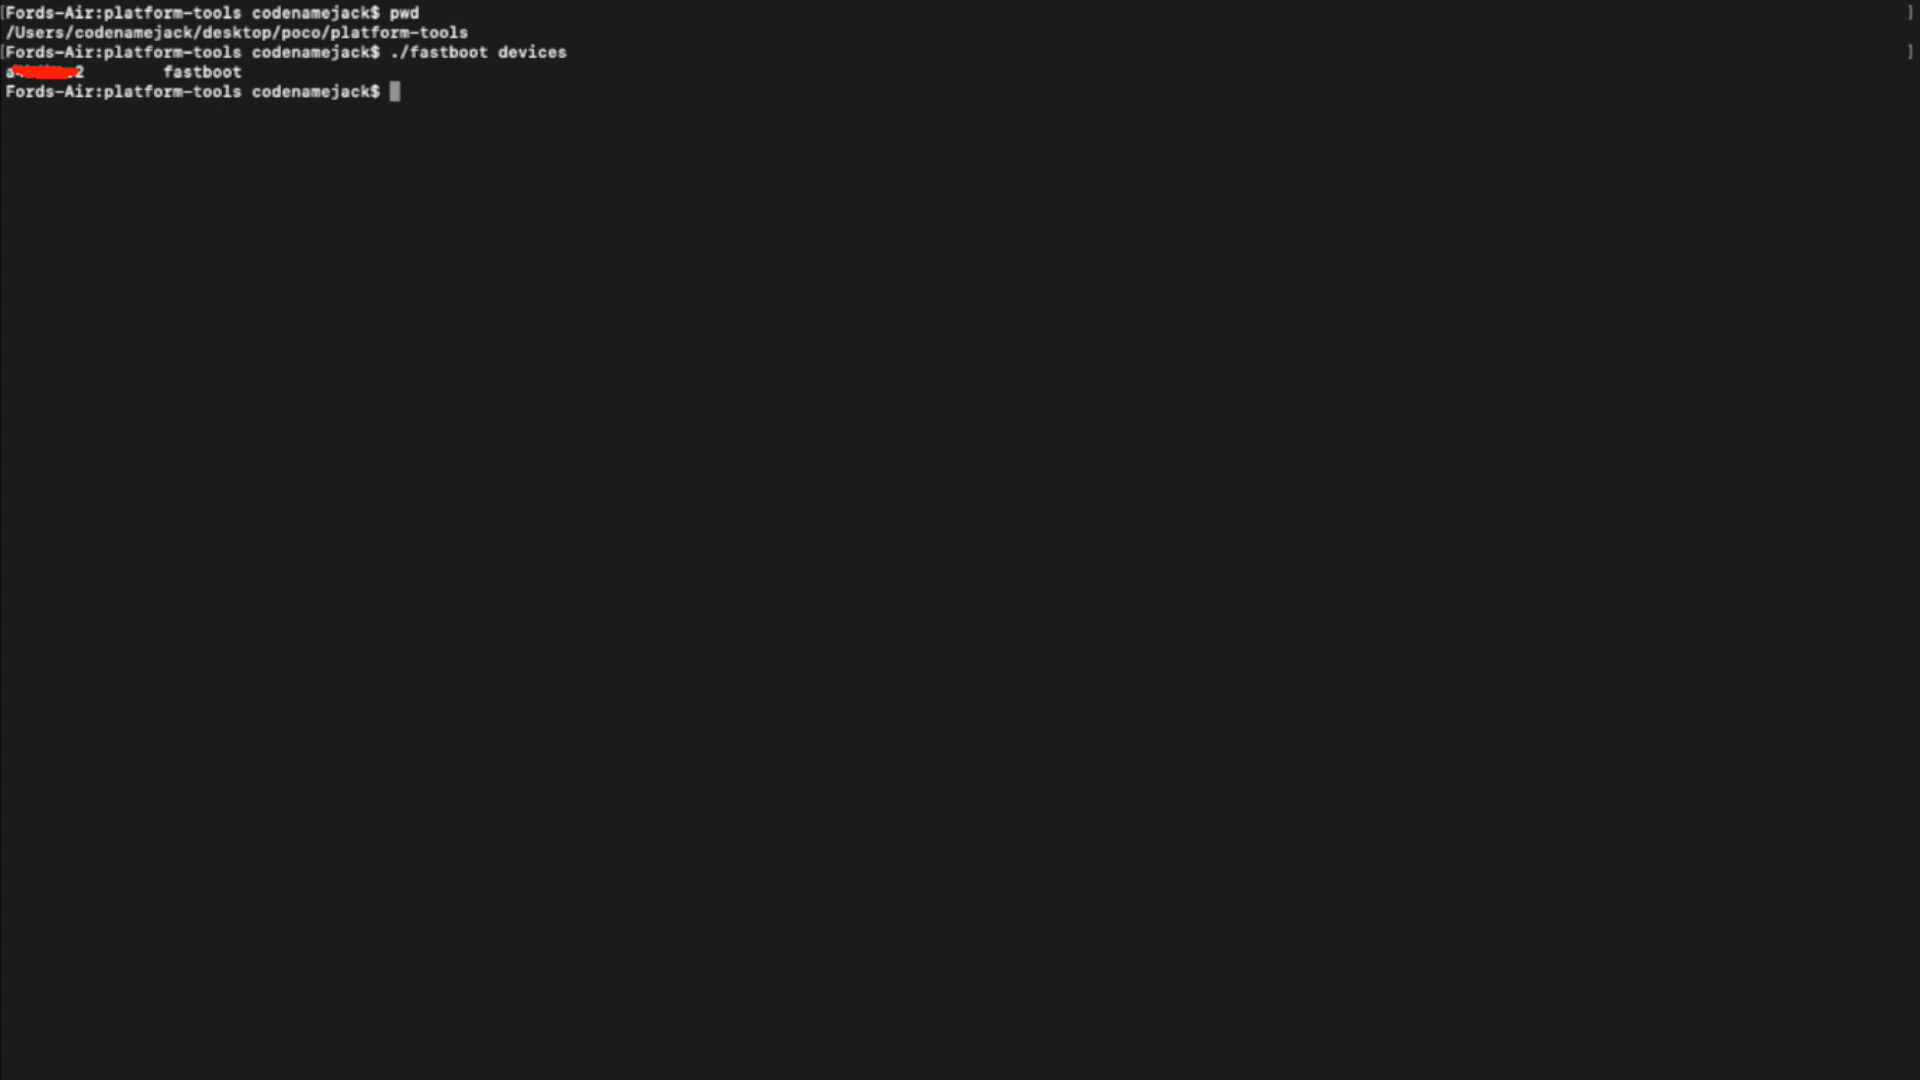 [Fords-Air:platform-tools codenamejack$ pwd ]
/Users/codenamejack/desktop/poco/platform-tools
[Fords-Air:platform-tools codenamejack$ ./fastboot devices ]
fastboot
Fords-Air:platform-tools codenamejack$